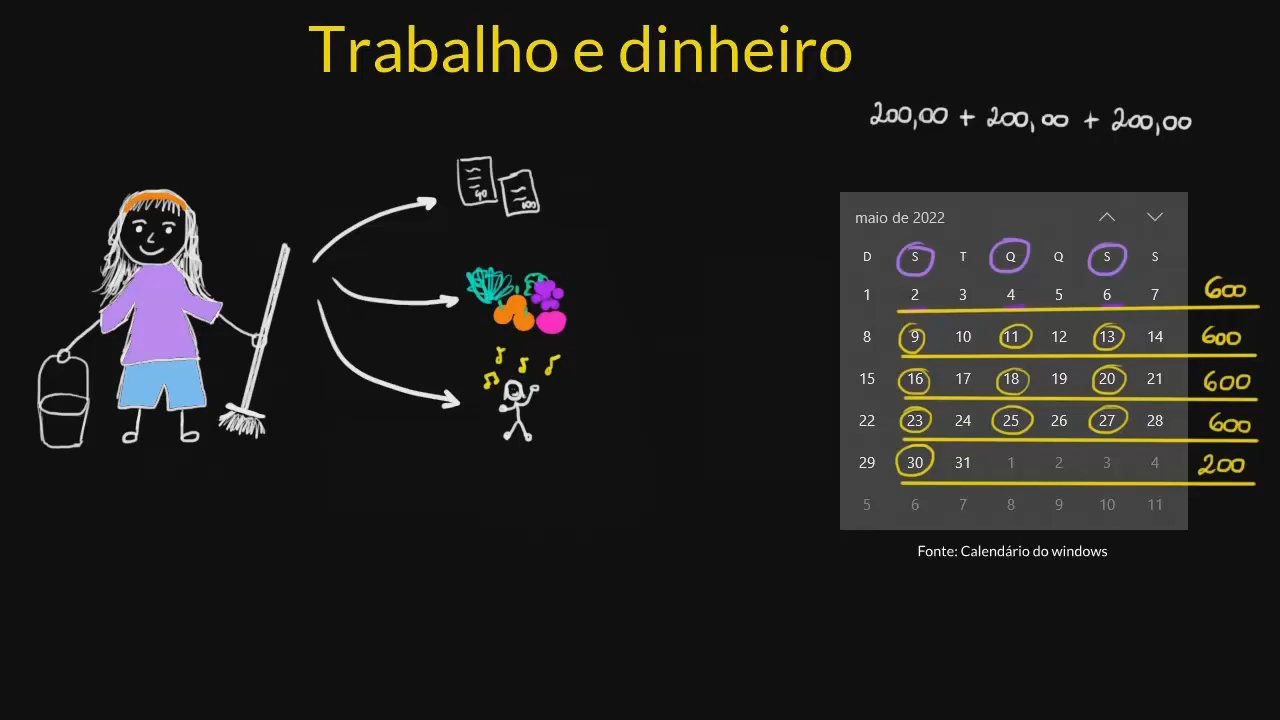 Trabalho e dinheiro
200,00 + 200,00 + 200,00
40
100
maio de 2022
D S T Q Q S S
1 2 3 4 5 6 7 600
8 9 10 11 12 13 14 600
15 16 17 18 19 20 21 600
22 23 24 25 26 27 28 600
29 30 31 1 2 3 4 200
5 6 7 8 9 10 11
Fonte: Calendário do windows